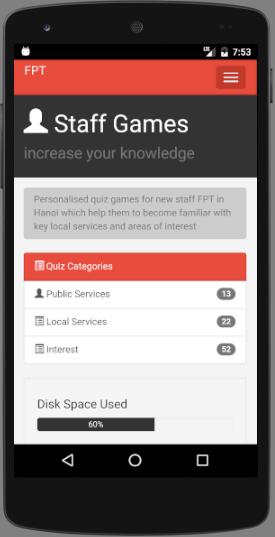 LTE 7:53
FPT
Staff Games
increase your knowledge
Personalised quiz games for new staff FPT in
Hanoi which help them to become familiar with
key local services and areas of interest
Quiz Categories
Public Services 13
Local Services 22
Interest 52
Disk Space Used
60%